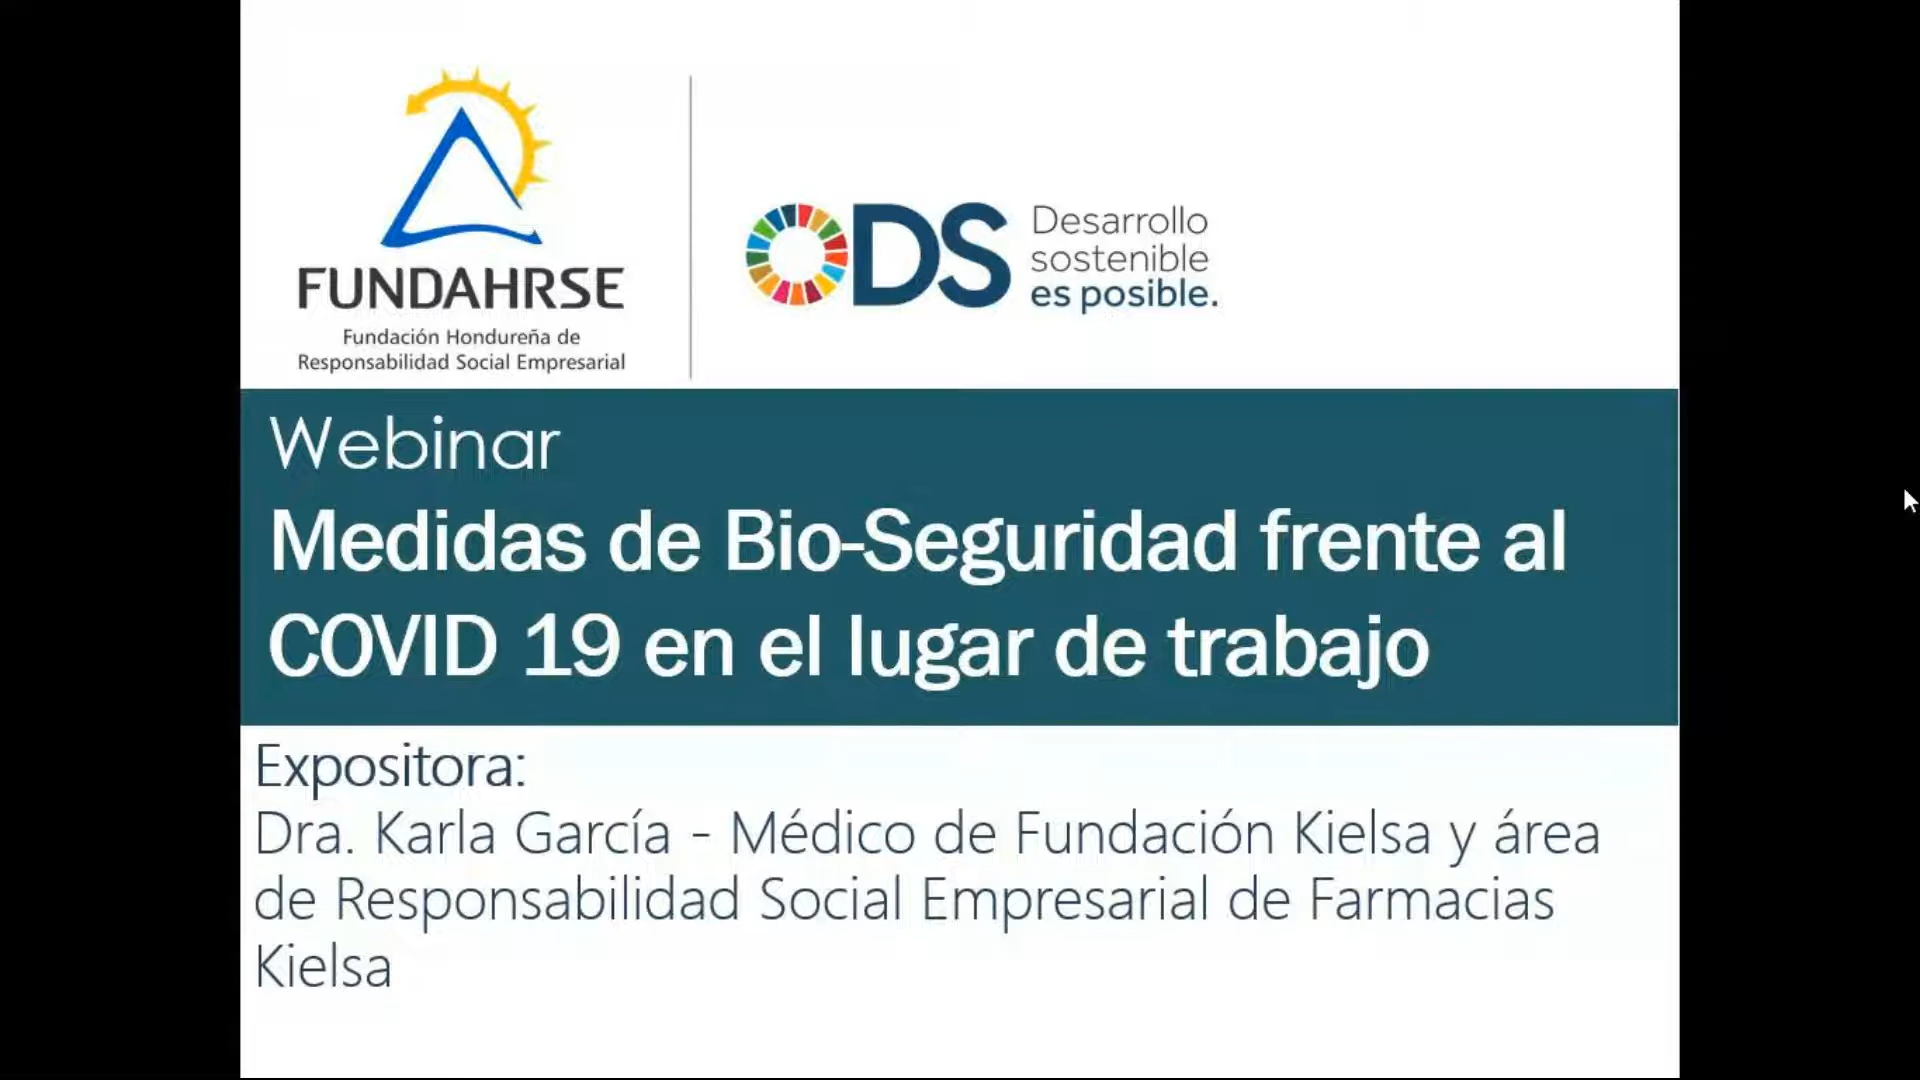 FUNDAHRSE
Fundación Hondureña de
Responsabilidad Social Empresarial
ODS
Desarrollo
sostenible
es posible.
Webinar
Medidas de Bio-Seguridad frente al
COVID 19 en el lugar de trabajo
Expositora:
Dra. Karla García - Médico de Fundación Kielsa y área
de Responsabilidad Social Empresarial de Farmacias
Kielsa